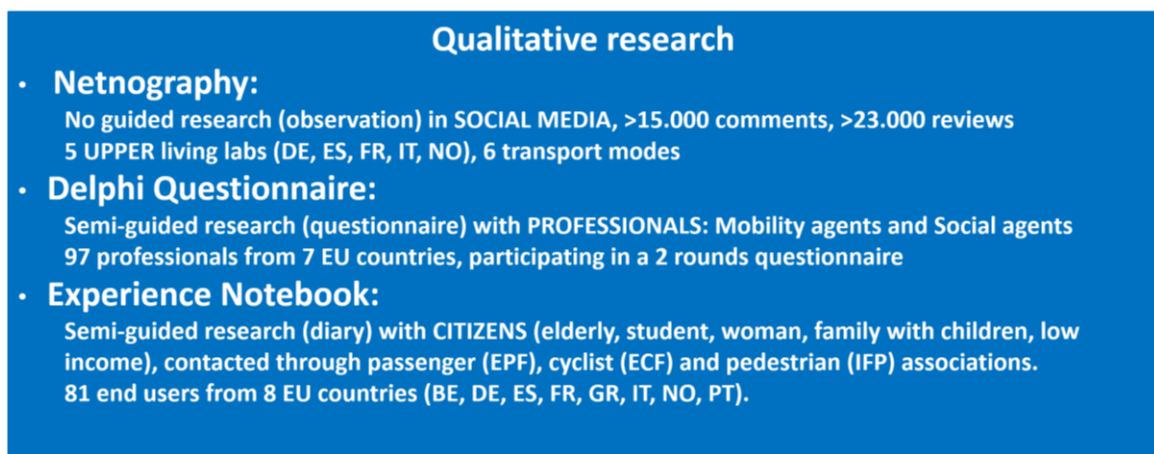 Qualitative research
• Netnography:
No guided research (observation) in SOCIAL MEDIA, >15.000 comments, >23.000 reviews
5 UPPER living labs (DE, ES, FR, IT, NO), 6 transport modes
• Delphi Questionnaire:
Semi-guided research (questionnaire) with PROFESSIONALS: Mobility agents and Social agents
97 professionals from 7 EU countries, participating in a 2 rounds questionnaire
• Experience Notebook:
Semi-guided research (diary) with CITIZENS (elderly, student, woman, family with children, low
income), contacted through passenger (EPF), cyclist (ECF) and pedestrian (IFP) associations.
81 end users from 8 EU countries (BE, DE, ES, FR, GR, IT, NO, PT).